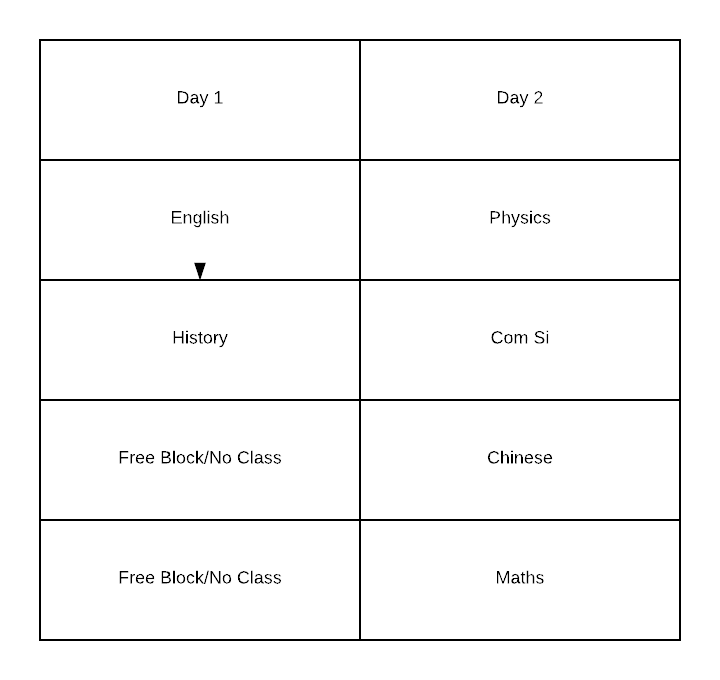 Day 1
Day 2
English
Physics
History
Com Si
Free Block/No Class
Chinese
Free Block/No Class
Maths